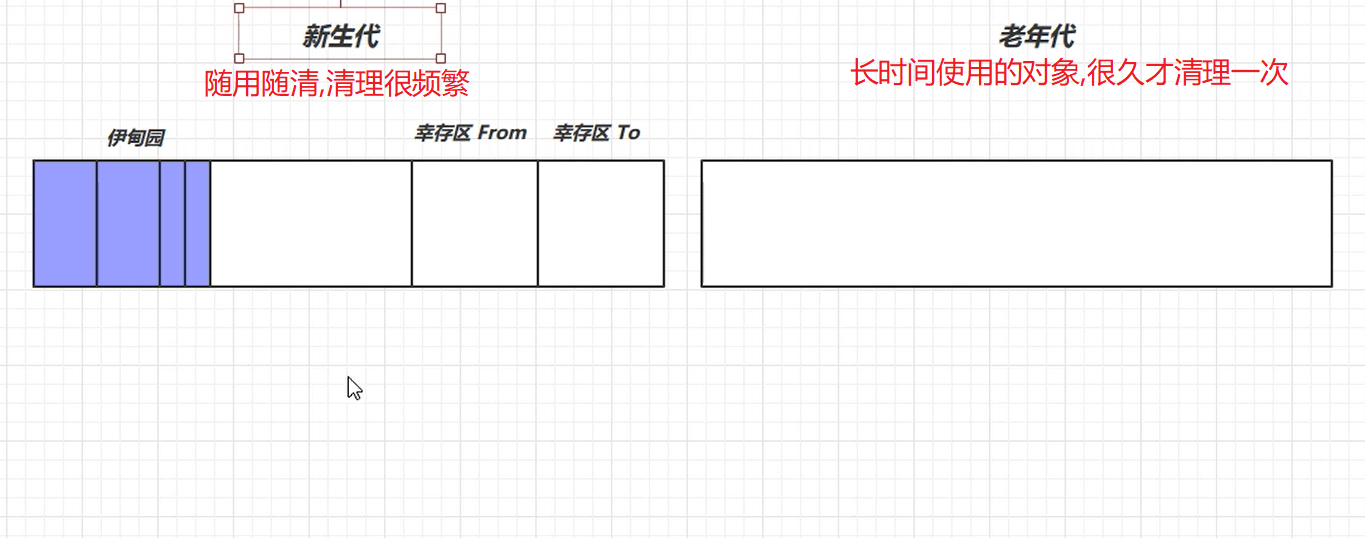 新生代
老年代
随用随清,清理很频繁
长时间使用的对象,很久才清理一次
伊甸园
幸存区 From
幸存区 To